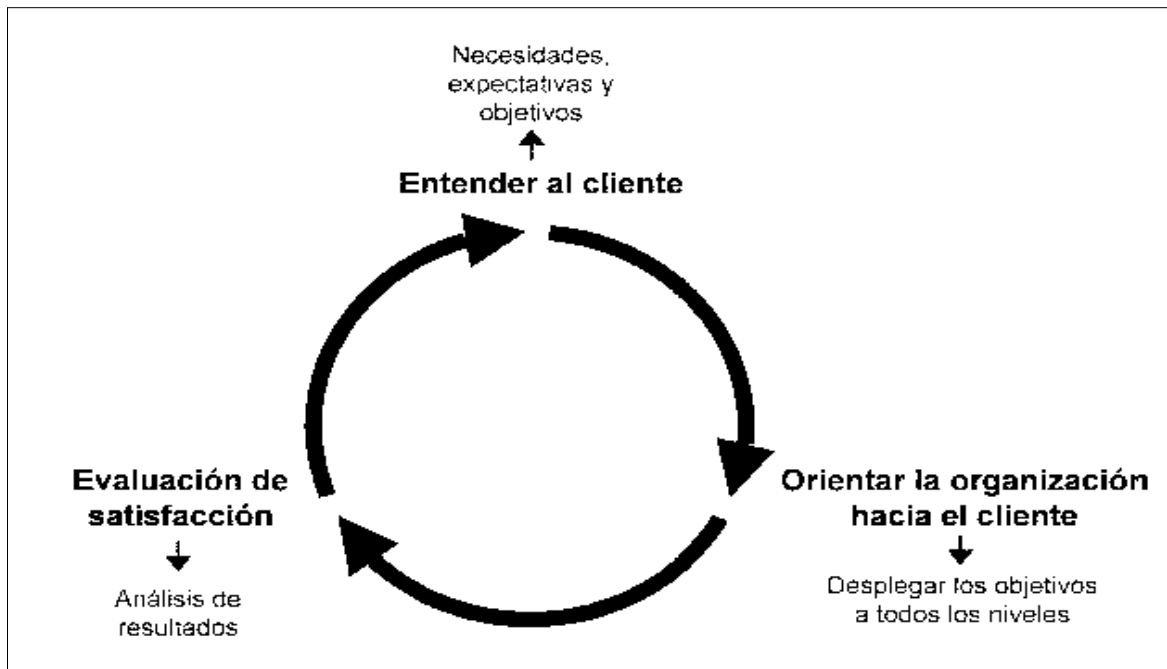 Necesidades,
expectativas y
objetivos
Entender al cliente
Evaluación de
satisfacción
Análisis de
resultados
Orientar la organización
hacia el cliente
Desplegar los objetivos
a todos los niveles